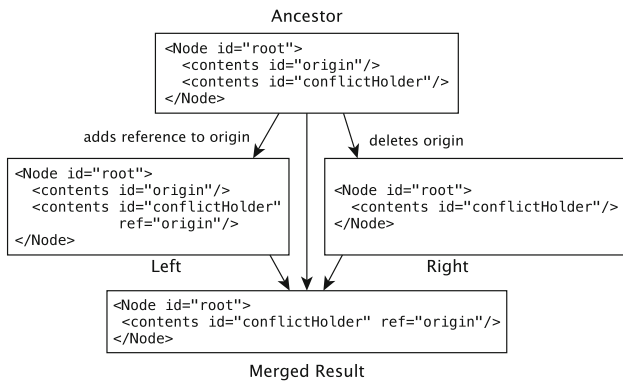 Ancestor
<Node id="root">
<contents id="origin"/>
<contents id="conflictHolder"/>
</Node>
adds reference to origin
deletes origin
<Node id="root">
<contents id="origin"/>
<contents id="conflictHolder"
ref="origin"/>
</Node>
Left
<Node id="root">
<contents id="conflictHolder"/>
</Node>
Right
<Node id="root">
<contents id="conflictHolder" ref="origin"/>
</Node>
Merged Result